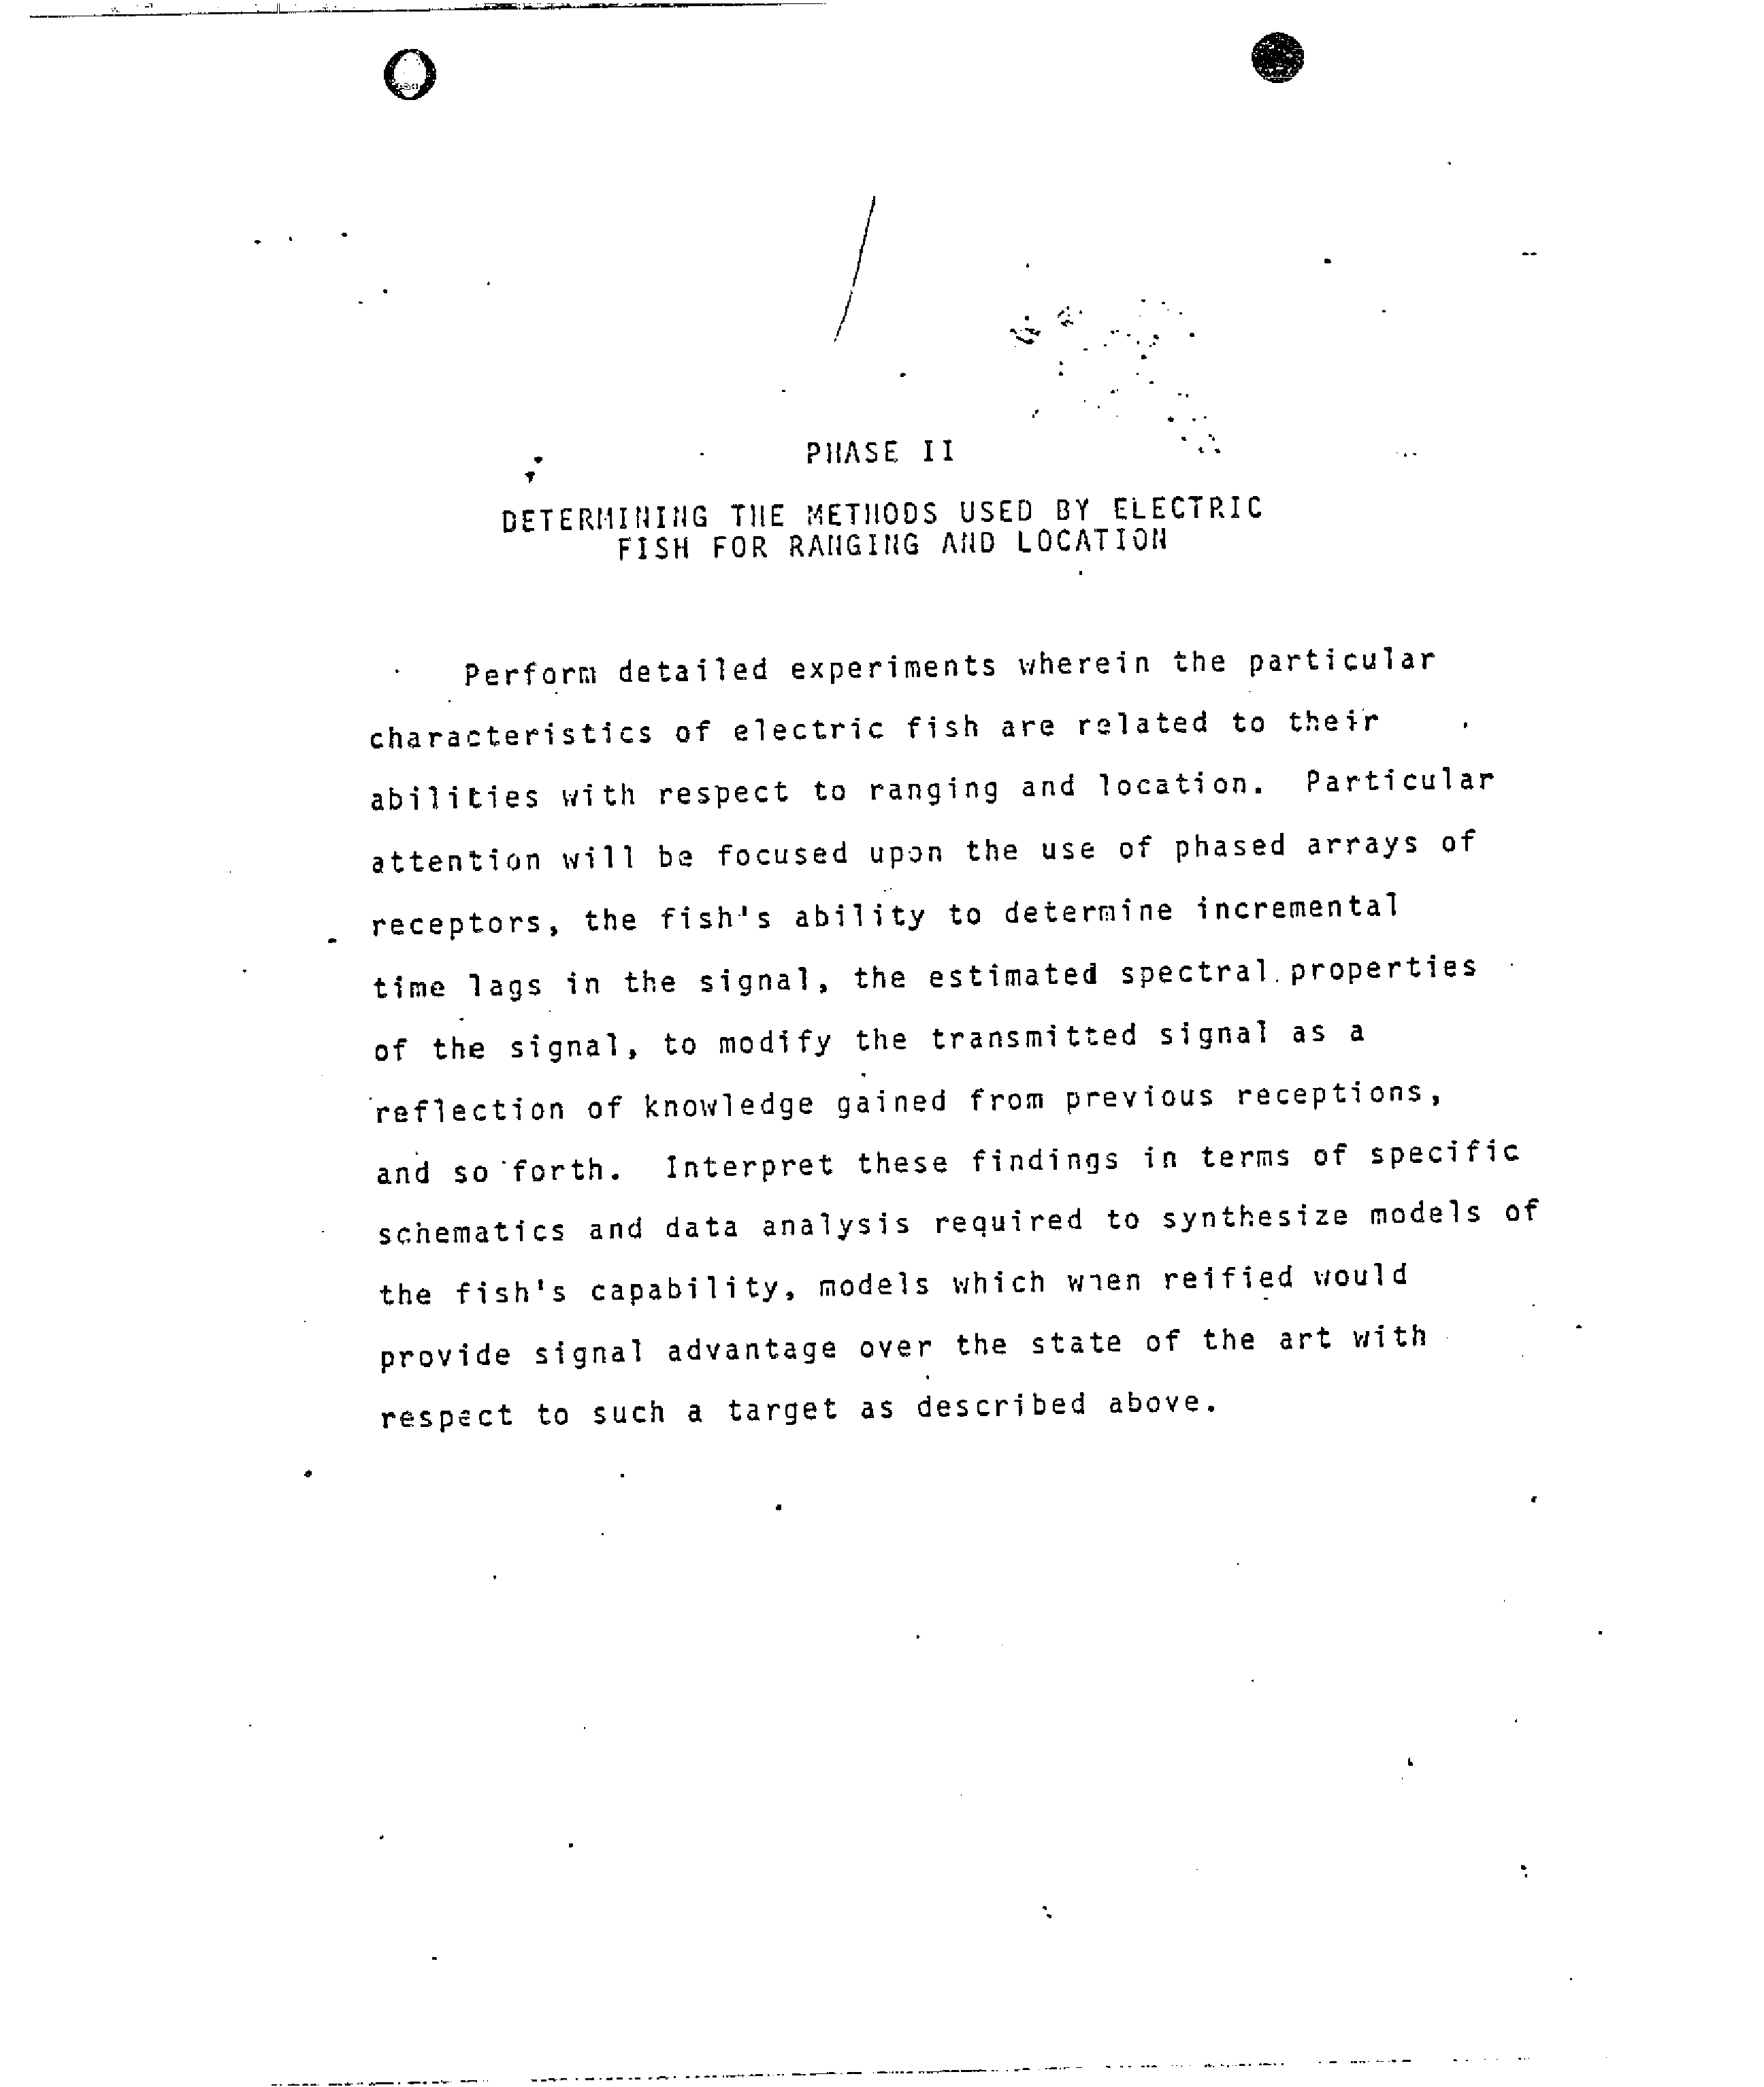 PHASE II
DETERMINING THE METHODS USED BY ELECTRIC
FISH FOR RANGING AND LOCATION
Perform detailed experiments wherein the particular
characteristics of electric fish are related to their
abilities with respect to ranging and location. Particular
attention will be focused upon the use of phased arrays of
receptors, the fish's ability to determine incremental
time lags in the signal, the estimated spectral properties
of the signal, to modify the transmitted signal as a
reflection of knowledge gained from previous receptions,
and so forth. Interpret these findings in terms of specific
schematics and data analysis required to synthesize models of
the fish's capability, models which when reified would
provide signal advantage over the state of the art with
respect to such a target as described above.